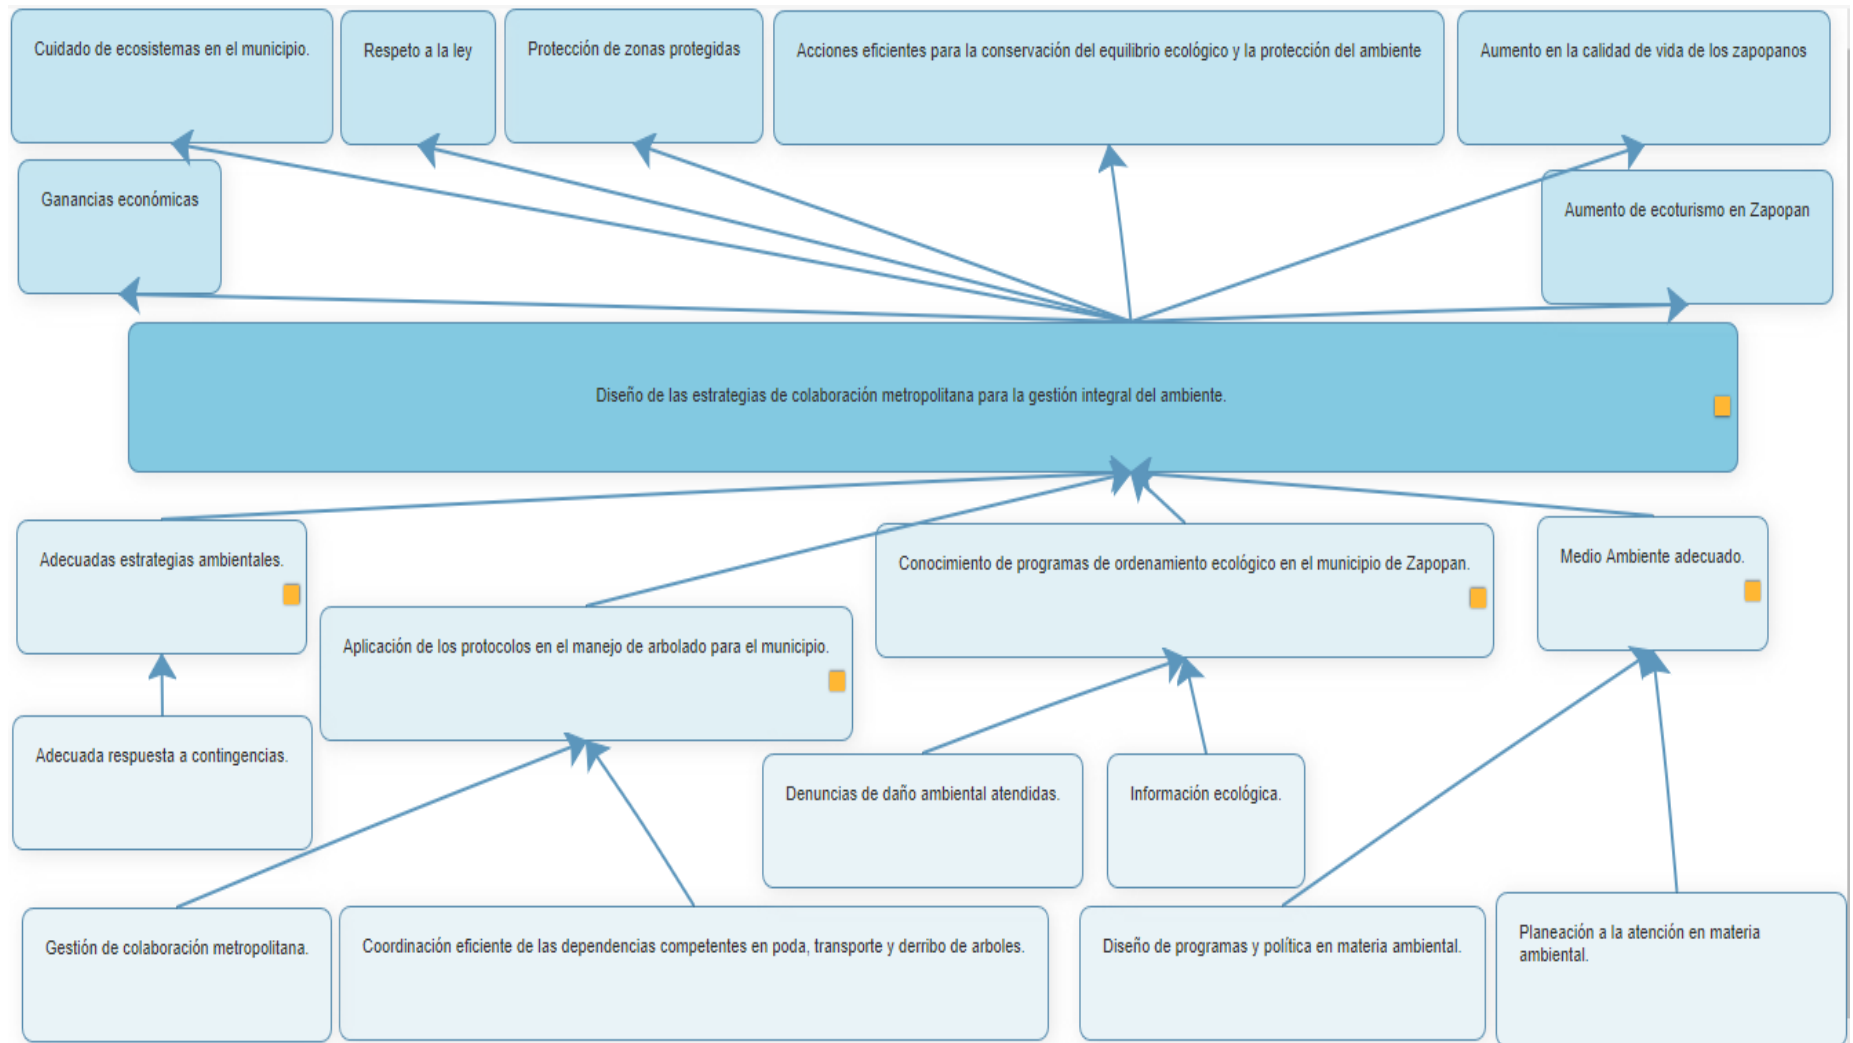 Cuidado de ecosistemas en el municipio.
Respeto a la ley
Protección de zonas protegidas
Acciones eficientes para la conservación del equilibrio ecológico y la protección del ambiente
Aumento en la calidad de vida de los zapopanos
Ganancias económicas
Aumento de ecoturismo en Zapopan
Diseño de las estrategias de colaboración metropolitana para la gestión integral del ambiente.
Adecuadas estrategias ambientales.
Aplicación de los protocolos en el manejo de arbolado para el municipio.
Conocimiento de programas de ordenamiento ecológico en el municipio de Zapopan.
Medio Ambiente adecuado.
Adecuada respuesta a contingencias.
Denuncias de daño ambiental atendidas.
Información ecológica.
Gestión de colaboración metropolitana.
Coordinación eficiente de las dependencias competentes en poda, transporte y derribo de arboles.
Diseño de programas y política en materia ambiental.
Planeación a la atención en materia
ambiental.